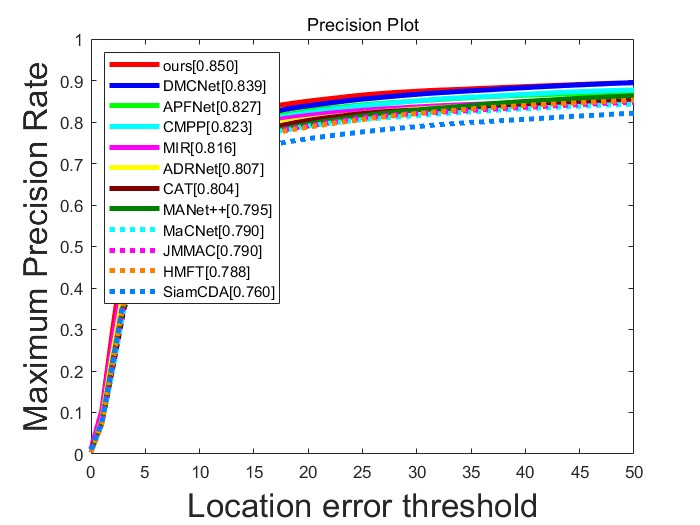 Precision Plot
Maximum Precision Rate
1
0.9
0.8
0.7
0.6
0.5
0.4
0.3
0.2
0.1
0
ours[0.850]
DMCNet[0.839]
APFNet[0.827]
CMPP[0.823]
MIR[0.816]
ADRNet[0.807]
CAT[0.804]
MANet++[0.795]
MaCNet[0.790]
JMMAC[0.790]
HMFT[0.788]
SiamCDA[0.760]
0 5 10 15 20 25 30 35 40 45 50
Location error threshold